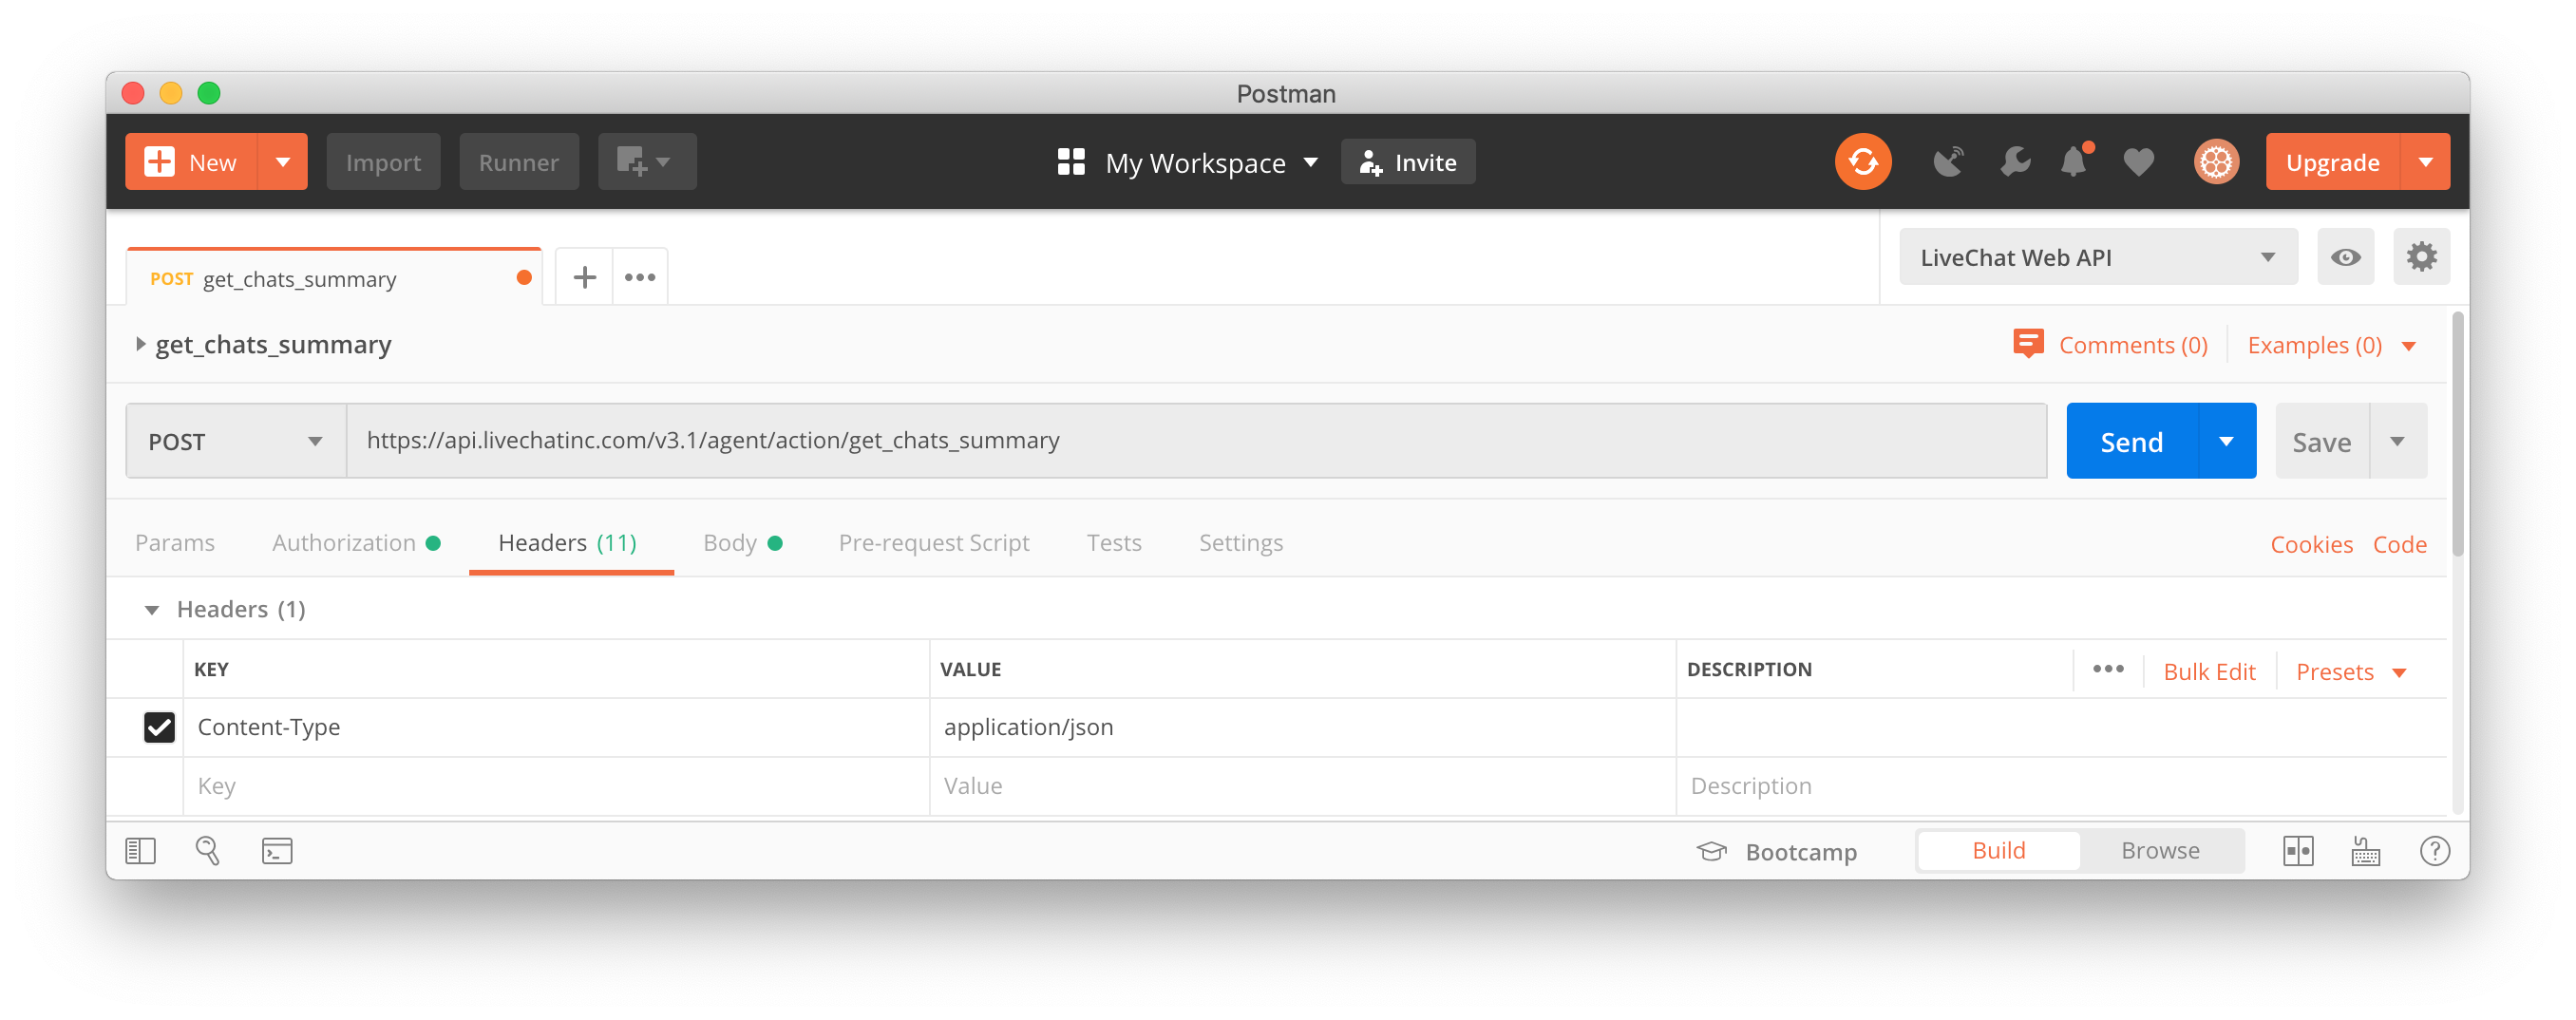 Postman
New Import Runner My Workspace Invite Upgrade
POST get_chats_summary LiveChat Web API
get_chats_summary Comments (0) Examples (0)
POST https://api.livechatinc.com/v3.1/agent/action/get_chats_summary Send Save
Params Authorization Headers (11) Body Pre-request Script Tests Settings Cookies Code
Headers (1)
KEY VALUE DESCRIPTION Bulk Edit Presets
Content-Type application/json
Key Value Description
Bootcamp Build Browse